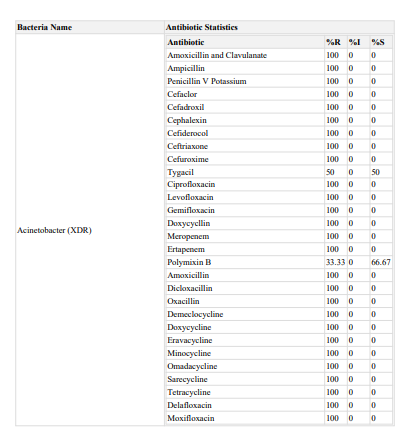 Bacteria Name Antibiotic Statistics
Antibiotic %R %I %S
Amoxicillin and Clavulanate 100 0 0
Ampicillin 100 0 0
Penicillin V Potassium 100 0 0
Cefaclor 100 0 0
Cefadroxil 100 0 0
Cephalexin 100 0 0
Cefiderocol 100 0 0
Ceftriaxone 100 0 0
Cefuroxime 100 0 0
Tygacil 50 0 50
Ciprofloxacin 100 0 0
Levofloxacin 100 0 0
Gemifloxacin 100 0 0
Doxycycllin 100 0 0
Acinetobacter (XDR)
Meropenem 100 0 0
Ertapenem 100 0 0
Polymixin B 33.33 0 66.67
Amoxicillin 100 0 0
Dicloxacillin 100 0 0
Oxacillin 100 0 0
Demeclocycline 100 0 0
Doxycycline 100 0 0
Eravacycline 100 0 0
Minocycline 100 0 0
Omadacycline 100 0 0
Sarecycline 100 0 0
Tetracycline 100 0 0
Delafloxacin 100 0 0
Moxifloxacin 100 0 0